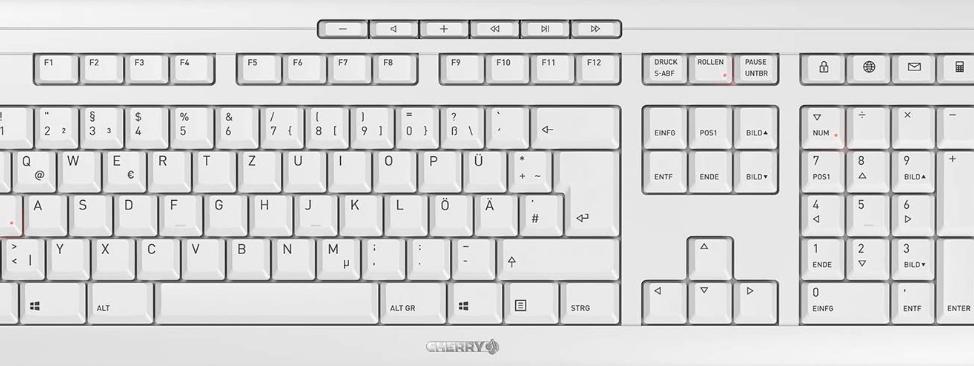 F1 F2 F3 F4 F5 F6 F7 F8 F9 F10 F11 F12 DRUCK S-ABF ROLLEN PAUSE UNTBR
! 1 " 2 ² § 3 ³ $ 4 % 5 & 6 / 7 { ( 8 [ ) 9 ] = 0 } ? ß \ ` ´ EINFG POS1 BILD▲ NUM ÷ × −
Q @ W E € R T Z U I O P Ü * + ~ ENTF ENDE BILD▼ 7 POS1 8 9 BILD▲ +
A S D F G H J K L Ö Ä ' # 4 5 6
> < | Y X C V B N M µ ; , : . _ - 1 ENDE 2 3 BILD▼
ALT ALT GR STRG 0 EINFG , ENTF ENTER
CHERRY